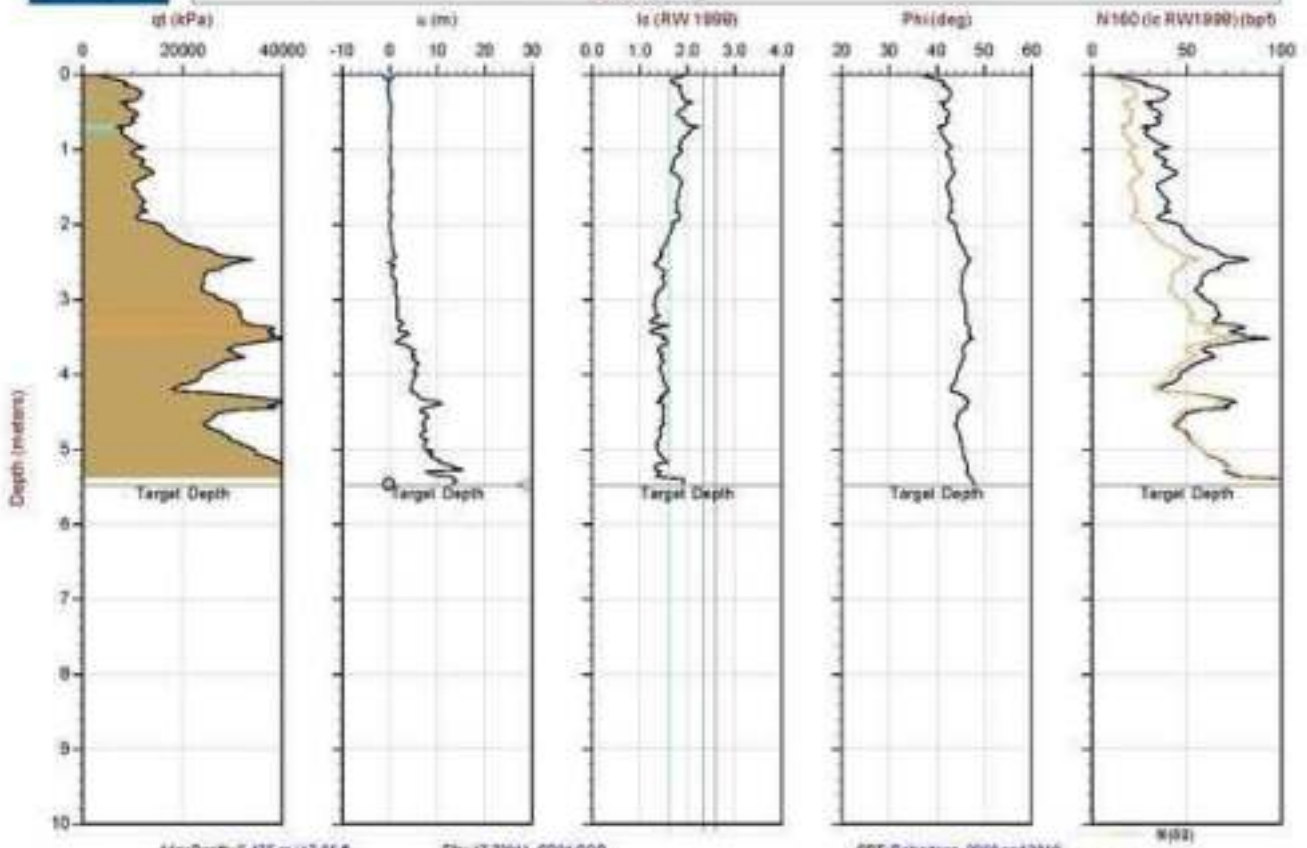 qt (kPa) u (m) Ic (RW 1998) Phi (deg) N160 (Ic RW1998) (bpf)
0 20000 40000 -10 0 10 20 30 0.0 1.0 2.0 3.0 4.0 20 30 40 50 60 0 50 100
0
1
2
3
4
5
Depth (meters)
Target Depth Target Depth Target Depth Target Depth Target Depth
6
7
8
9
10
N(60)